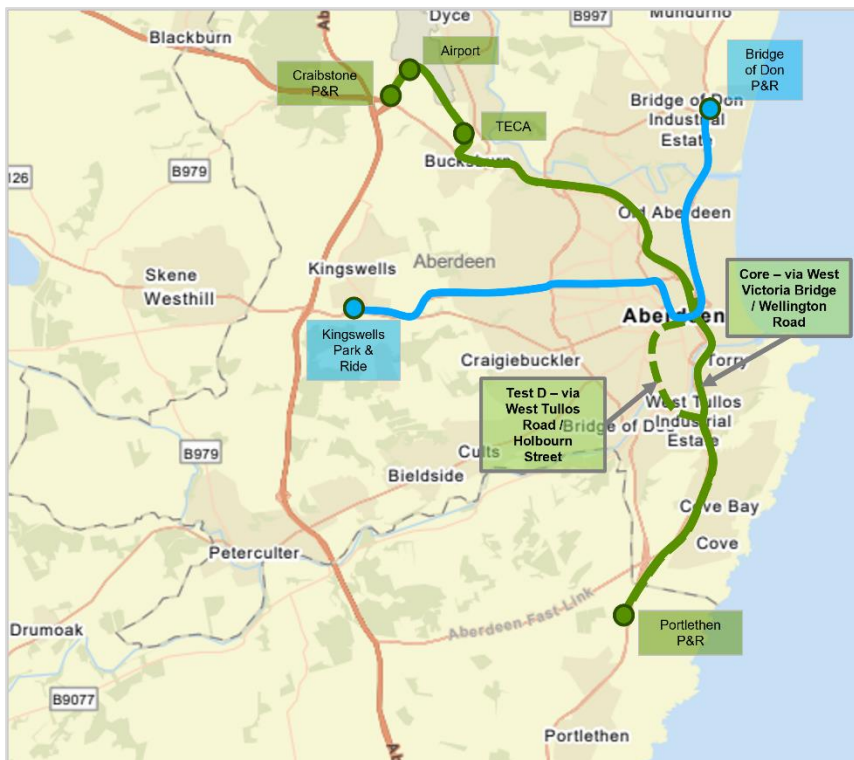 Dyce
B997
Mundurno
Blackburn
Airport
Craibstone
P&R
Bridge
of Don
P&R
Bridge of Don
Industrial
Estate
TECA
Bucksburn
B979
126
Old Aberdeen
Kingswells
Aberdeen
Skene
Westhill
Core – via West
Victoria Bridge
/ Wellington
Road
Aberdeen
Kingswells
Park &
Ride
Craigiebuckler
Torry
Test D – via
West Tullos
Road /
Holbourn
Street
West Tullos
Industrial
Estate
Bridge of D
Cults
B979
Bieldside
Cove Bay
Cove
Peterculter
Aberdeen Fast Link
Drumoak
Portlethen
P&R
B9077
Portlethen